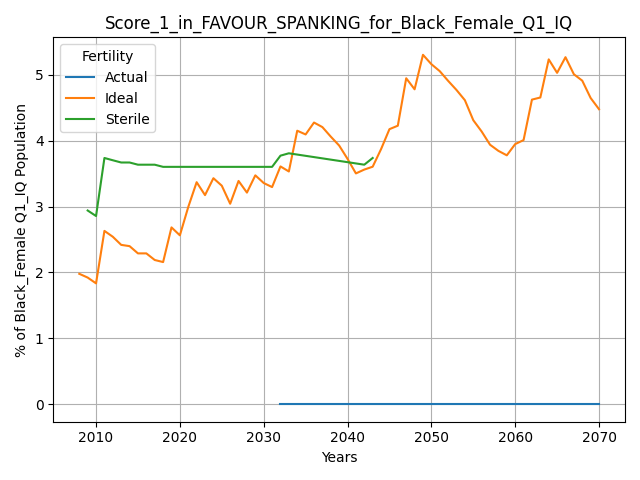 Score_1_in_FAVOUR_SPANKING_for_Black_Female_Q1_IQ
Fertility
Actual
Ideal
Sterile
% of Black_Female Q1_IQ Population
5
4
3
2
1
0
2010 2020 2030 2040 2050 2060 2070
Years